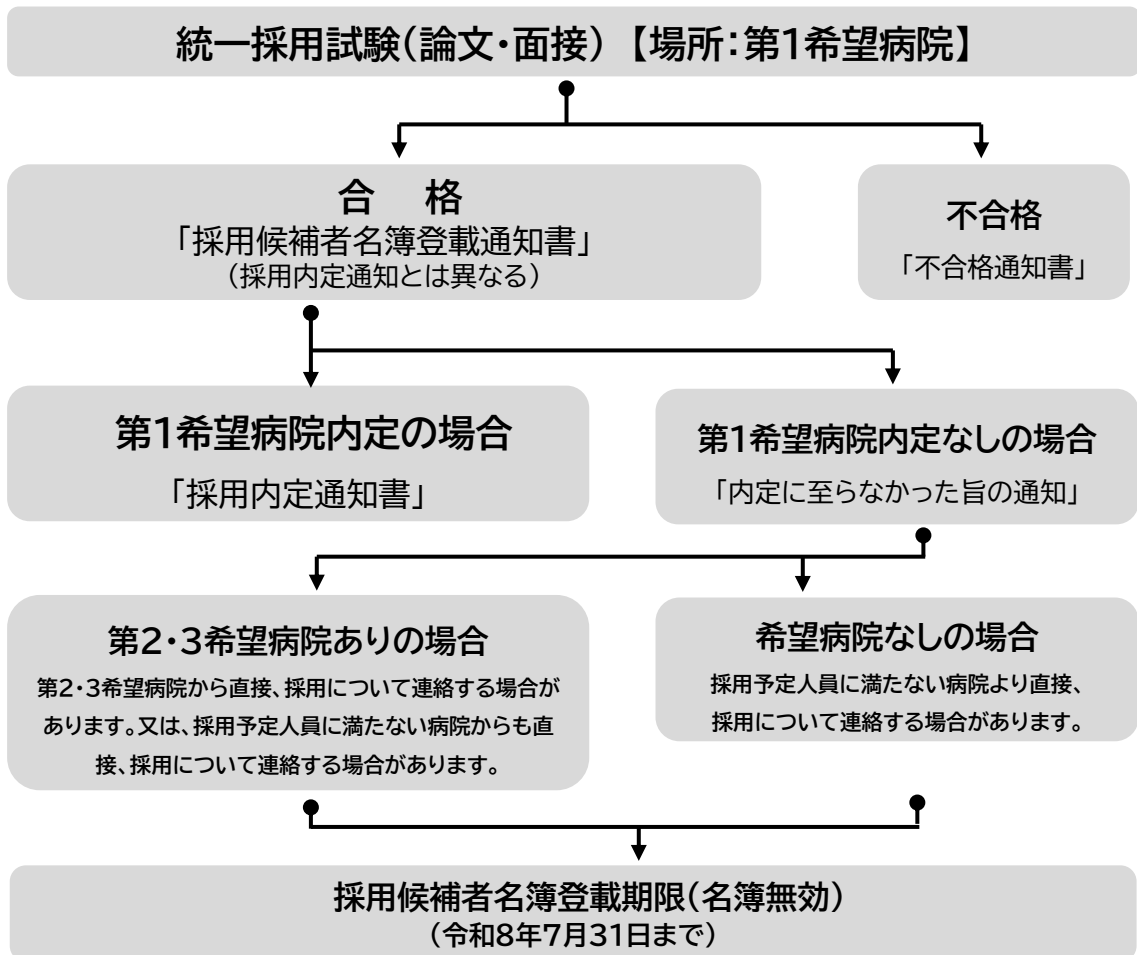 統一採用試験（論文・面接）【場所：第1希望病院】
合　格
「採用候補者名簿登載通知書」
（採用内定通知とは異なる）
不合格
「不合格通知書」
第1希望病院内定の場合
「採用内定通知書」
第1希望病院内定なしの場合
「内定に至らなかった旨の通知」
第2・3希望病院ありの場合
第2・3希望病院から直接、採用について連絡する場合が
あります。又は、採用予定人員に満たない病院からも直
接、採用について連絡する場合があります。
希望病院なしの場合
採用予定人員に満たない病院より直接、
採用について連絡する場合があります。
採用候補者名簿登載期限（名簿無効）
（令和8年7月31日まで）